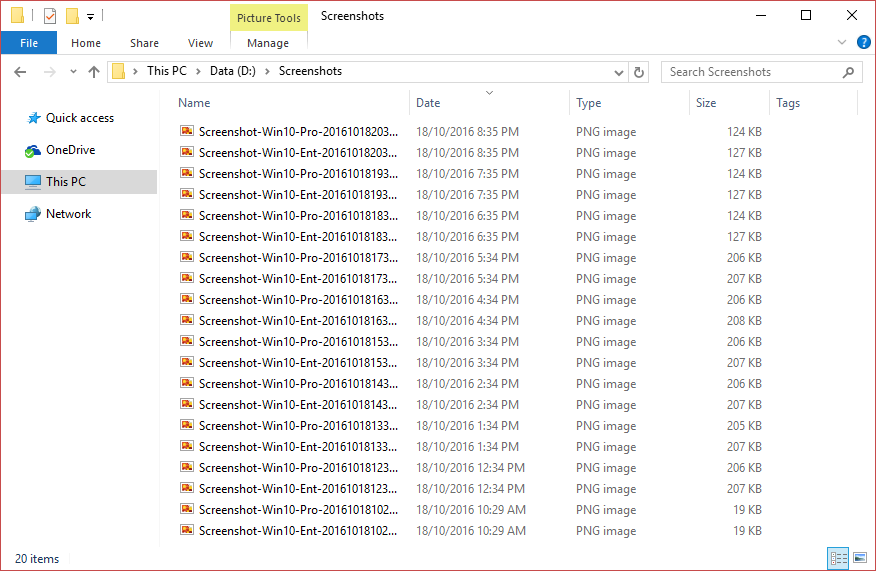 Picture Tools Screenshots
File Home Share View Manage
This PC Data (D:) Screenshots Search Screenshots
Quick access
OneDrive
This PC
Network
Name Date Type Size Tags
Screenshot-Win10-Pro-20161018203... 18/10/2016 8:35 PM PNG image 124 KB
Screenshot-Win10-Ent-20161018203... 18/10/2016 8:35 PM PNG image 127 KB
Screenshot-Win10-Pro-20161018193... 18/10/2016 7:35 PM PNG image 124 KB
Screenshot-Win10-Ent-20161018193... 18/10/2016 7:35 PM PNG image 127 KB
Screenshot-Win10-Pro-20161018183... 18/10/2016 6:35 PM PNG image 124 KB
Screenshot-Win10-Ent-20161018183... 18/10/2016 6:35 PM PNG image 127 KB
Screenshot-Win10-Pro-20161018173... 18/10/2016 5:34 PM PNG image 206 KB
Screenshot-Win10-Ent-20161018173... 18/10/2016 5:34 PM PNG image 207 KB
Screenshot-Win10-Pro-20161018163... 18/10/2016 4:34 PM PNG image 206 KB
Screenshot-Win10-Ent-20161018163... 18/10/2016 4:34 PM PNG image 208 KB
Screenshot-Win10-Pro-20161018153... 18/10/2016 3:34 PM PNG image 206 KB
Screenshot-Win10-Ent-20161018153... 18/10/2016 3:34 PM PNG image 207 KB
Screenshot-Win10-Pro-20161018143... 18/10/2016 2:34 PM PNG image 206 KB
Screenshot-Win10-Ent-20161018143... 18/10/2016 2:34 PM PNG image 207 KB
Screenshot-Win10-Pro-20161018133... 18/10/2016 1:34 PM PNG image 205 KB
Screenshot-Win10-Ent-20161018133... 18/10/2016 1:34 PM PNG image 207 KB
Screenshot-Win10-Pro-20161018123... 18/10/2016 12:34 PM PNG image 206 KB
Screenshot-Win10-Ent-20161018123... 18/10/2016 12:34 PM PNG image 207 KB
Screenshot-Win10-Pro-20161018102... 18/10/2016 10:29 AM PNG image 19 KB
Screenshot-Win10-Ent-20161018102... 18/10/2016 10:29 AM PNG image 19 KB
20 items